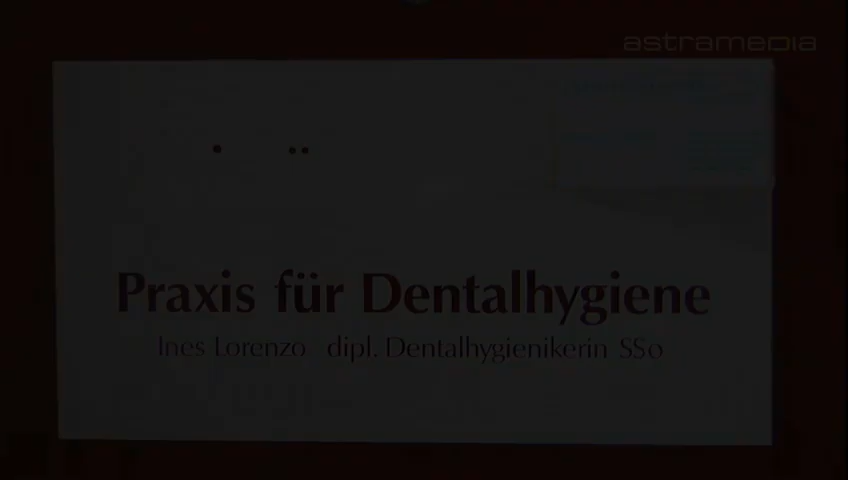 astramedia
Praxis für Dentalhygiene
Ines Lorenzo dipl. Dentalhygienikerin SSO